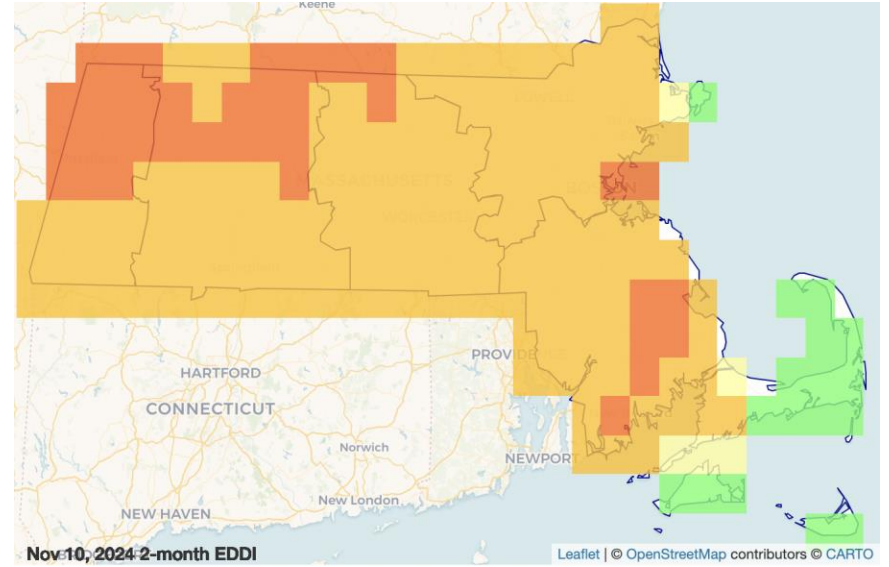 Keene
LOWELL
MASSACHUSETTS
BOSTON
Worcester
PROVIDENCE
HARTFORD
CONNECTICUT
Norwich
NEWPORT
NEW HAVEN
New London
Nov 10, 2024 2-month EDDI
Leaflet | © OpenStreetMap contributors © CARTO